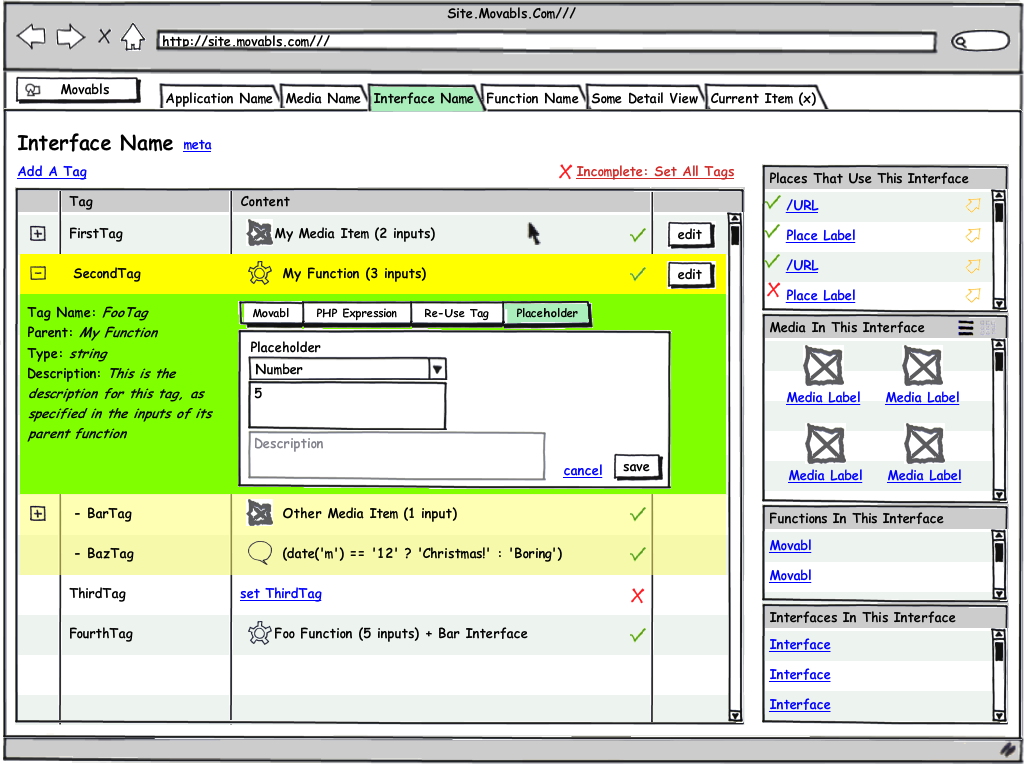 Site.Movabls.Com///
http://site.movabls.com///
Movabls
Application Name
Media Name
Interface Name
Function Name
Some Detail View
Current Item (x)
Interface Name meta
Add A Tag
X Incomplete: Set All Tags
Tag
Content
FirstTag
My Media Item (2 inputs)
edit
SecondTag
My Function (3 inputs)
edit
Tag Name: FooTag
Parent: My Function
Type: string
Description: This is the
description for this tag, as
specified in the inputs of its
parent function
Movabl
PHP Expression
Re-Use Tag
Placeholder
Placeholder
Number
5
Description
cancel
save
- BarTag
Other Media Item (1 input)
- BazTag
(date('m') == '12' ? 'Christmas!' : 'Boring')
ThirdTag
set ThirdTag
FourthTag
Foo Function (5 inputs) + Bar Interface
Places That Use This Interface
/URL
Place Label
/URL
Place Label
Media In This Interface
Media Label
Media Label
Media Label
Media Label
Functions In This Interface
Movabl
Movabl
Interfaces In This Interface
Interface
Interface
Interface